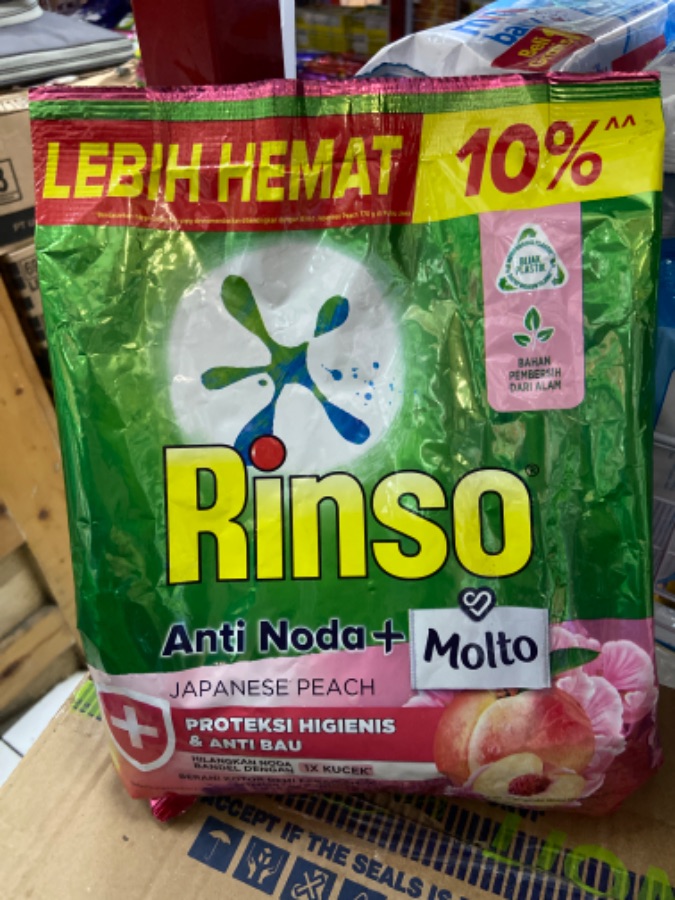 LEBIH HEMAT
10%^^
BIJAK
PLASTIK
BAHAN
PEMBERSIH
DARI ALAM
Rinso®
Anti Noda+
Molto
JAPANESE PEACH
PROTEKSI HIGIENIS
& ANTI BAU
HILANGKAN NODA
BANDEL DENGAN 1X KUCEK
ACCEPT IF THE SEALS IS